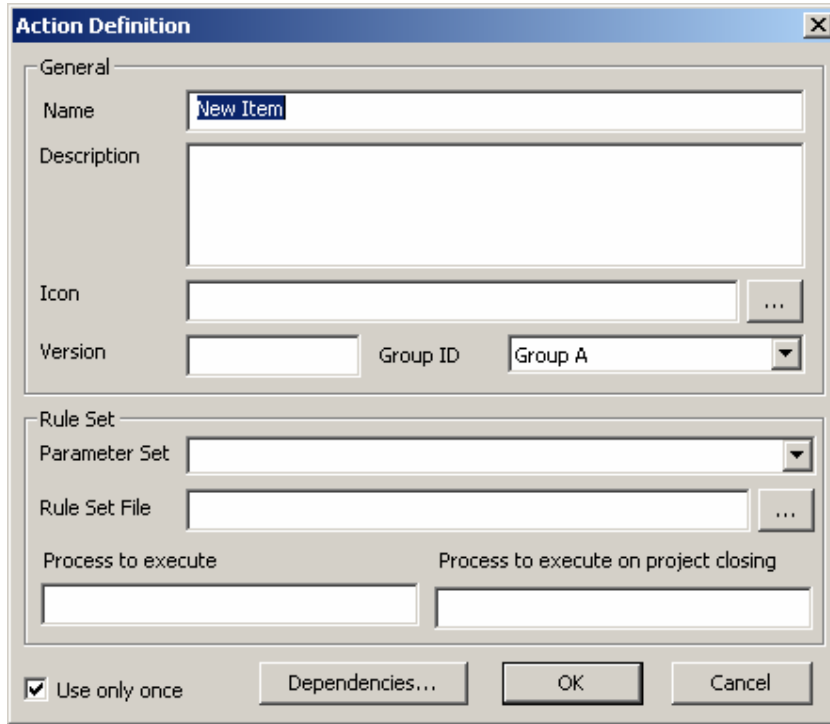 Action Definition
General
Name
New Item
Description
Icon
...
Version
Group ID
Group A
Rule Set
Parameter Set
Rule Set File
...
Process to execute
Process to execute on project closing
Use only once
Dependencies...
OK
Cancel